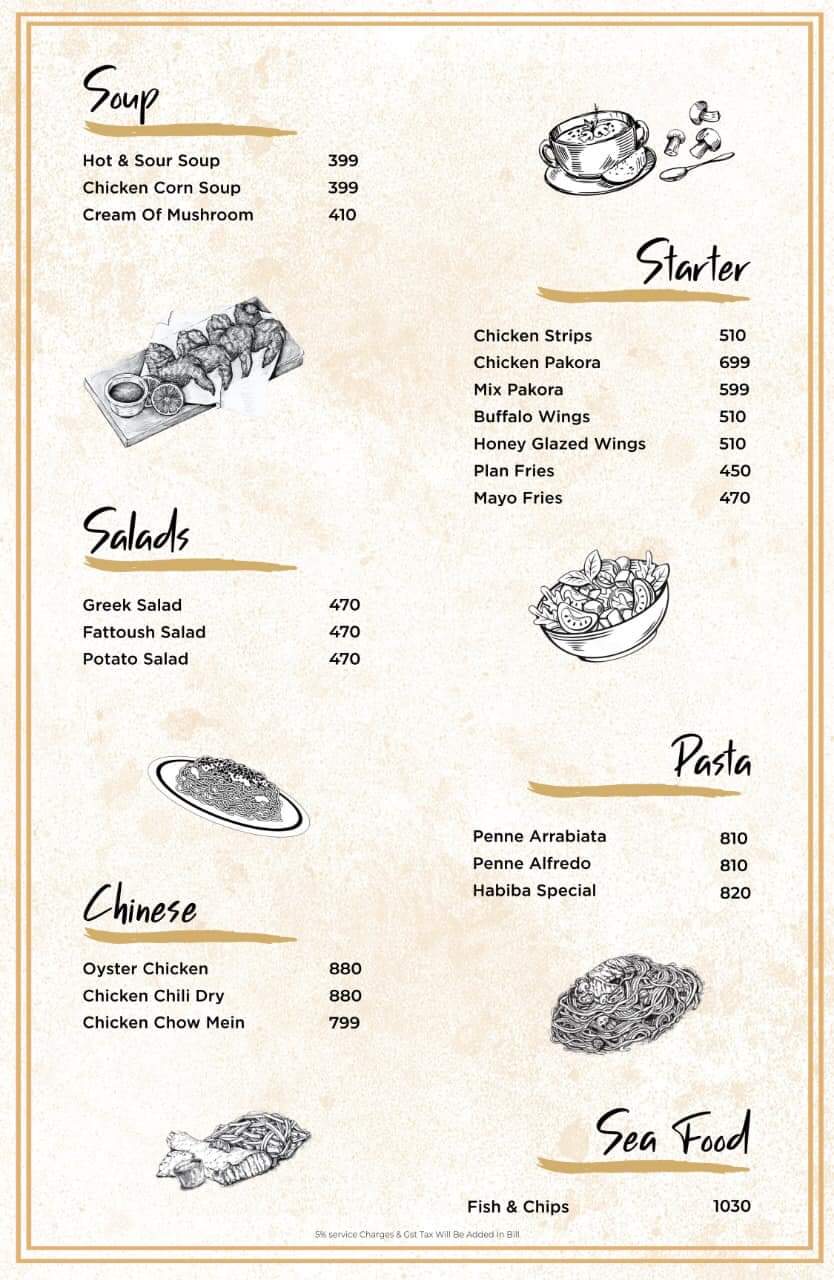 Soup
Hot & Sour Soup 399
Chicken Corn Soup 399
Cream Of Mushroom 410
Starter
Chicken Strips 510
Chicken Pakora 699
Mix Pakora 599
Buffalo Wings 510
Honey Glazed Wings 510
Plan Fries 450
Mayo Fries 470
Salads
Greek Salad 470
Fattoush Salad 470
Potato Salad 470
Pasta
Penne Arrabiata 810
Penne Alfredo 810
Habiba Special 820
Chinese
Oyster Chicken 880
Chicken Chili Dry 880
Chicken Chow Mein 799
Sea Food
Fish & Chips 1030
5% service Charges & Gst Tax Will Be Added In Bill